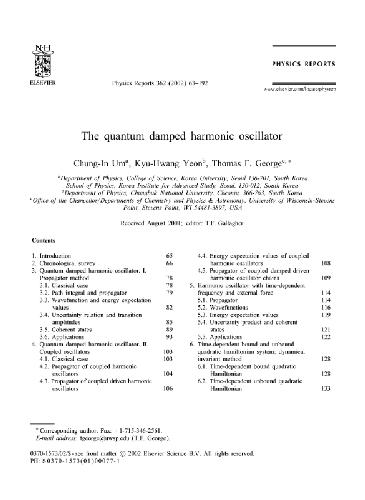 N·H
ELSEVIER
PHYSICS REPORTS
Physics Reports 362 (2002) 63–192
www.elsevier.com/locate/physrep
The quantum damped harmonic oscillator
Chung-In Um, Kyu-Hwang Yeon, Thomas F. George
Department of Physics, College of Science, Korea University, Seoul 136-701, South Korea
School of Physics, Korea Institute for Advanced Study, Seoul 130-012, South Korea
Department of Physics, Chungbuk National University, Cheongju 360-763, South Korea
Office of the Chancellor/Departments of Chemistry and Physics & Astronomy, University of Wisconsin-Stevens
Point, Stevens Point, WI 54481-3897, USA
Received August 2001; editor: T.F. Gallagher
Contents
1. Introduction 65
2. Chronological survey 66
3. Quantum damped harmonic oscillator. I.
Propagator method 78
3.1. Classical case 78
3.2. Path integral and propagator 79
3.3. Wavefunction and energy expectation
values 82
3.4. Uncertainty relation and transition
amplitudes 85
3.5. Coherent states 89
3.6. Applications 93
4. Quantum damped harmonic oscillator. II.
Coupled oscillators 103
4.1. Classical case 103
4.2. Propagator of coupled harmonic
oscillators 104
4.3. Propagator of coupled driven harmonic
oscillators 106
4.4. Energy expectation values of coupled
harmonic oscillators 108
4.5. Propagator of coupled damped driven
harmonic oscillator chains 109
5. Harmonic oscillator with time-dependent
frequency and external force 114
5.1. Propagator 114
5.2. Wavefunctions 116
5.3. Energy expectation values 119
5.4. Uncertainty product and coherent
states 121
5.5. Applications 122
6. Time-dependent bound and unbound
quadratic Hamiltonian systems: dynamical
invariant method 128
6.1. Time-dependent bound quadratic
Hamiltonian 128
6.2. Time-dependent unbound quadratic
Hamiltonian 133
* Corresponding author. Fax: +1-715-346-2561.
E-mail address: tgeorge@uwsp.edu (T.F. George).
0370-1573/02/$ - see front matter © 2002 Elsevier Science B.V. All rights reserved.
PII: S0370-1573(01)00077-1